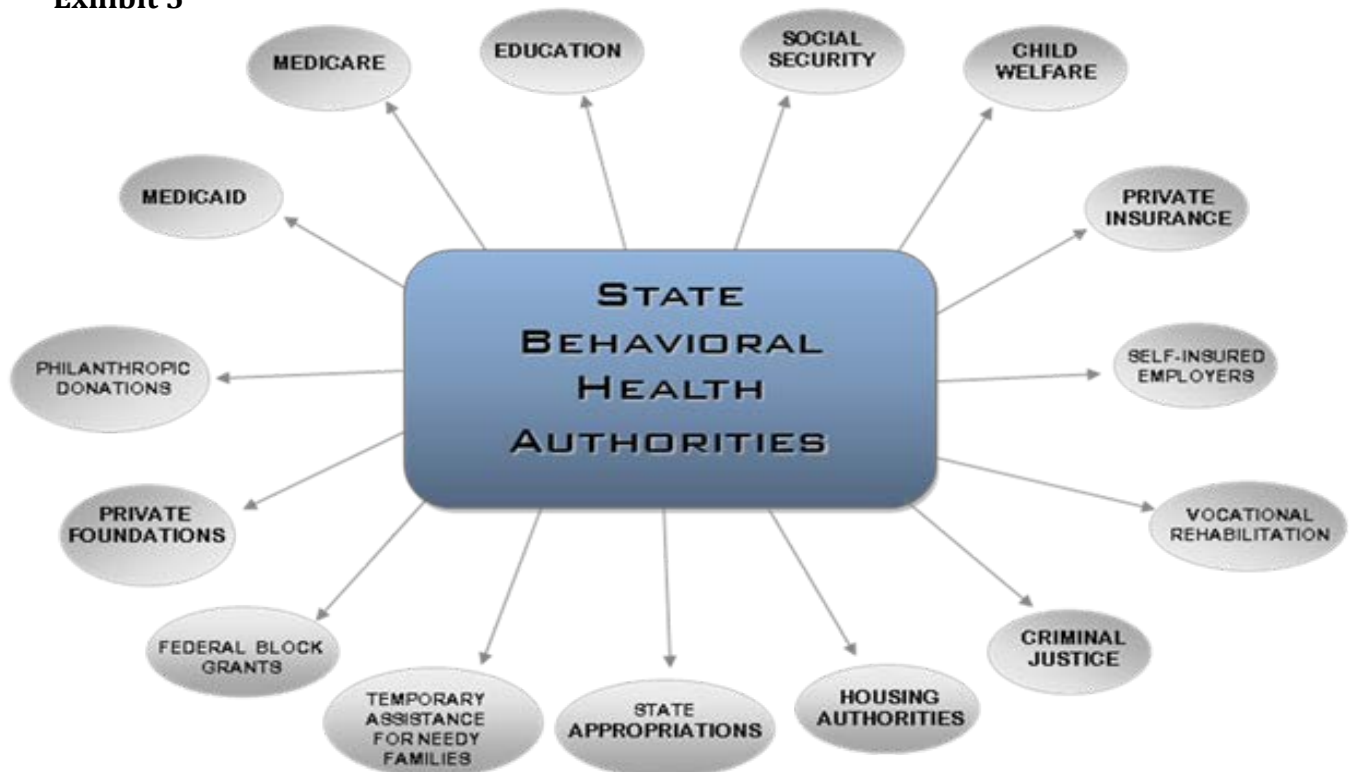 Exhibit 3
MEDICARE
EDUCATION
SOCIAL
SECURITY
CHILD
WELFARE
MEDICAID
PRIVATE
INSURANCE
STATE
BEHAVIORAL
HEALTH
AUTHORITIES
PHILANTHROPIC
DONATIONS
SELF-INSURED
EMPLOYERS
PRIVATE
FOUNDATIONS
VOCATIONAL
REHABILITATION
FEDERAL BLOCK
GRANTS
TEMPORARY
ASSISTANCE
FOR NEEDY
FAMILIES
STATE
APPROPRIATIONS
HOUSING
AUTHORITIES
CRIMINAL
JUSTICE